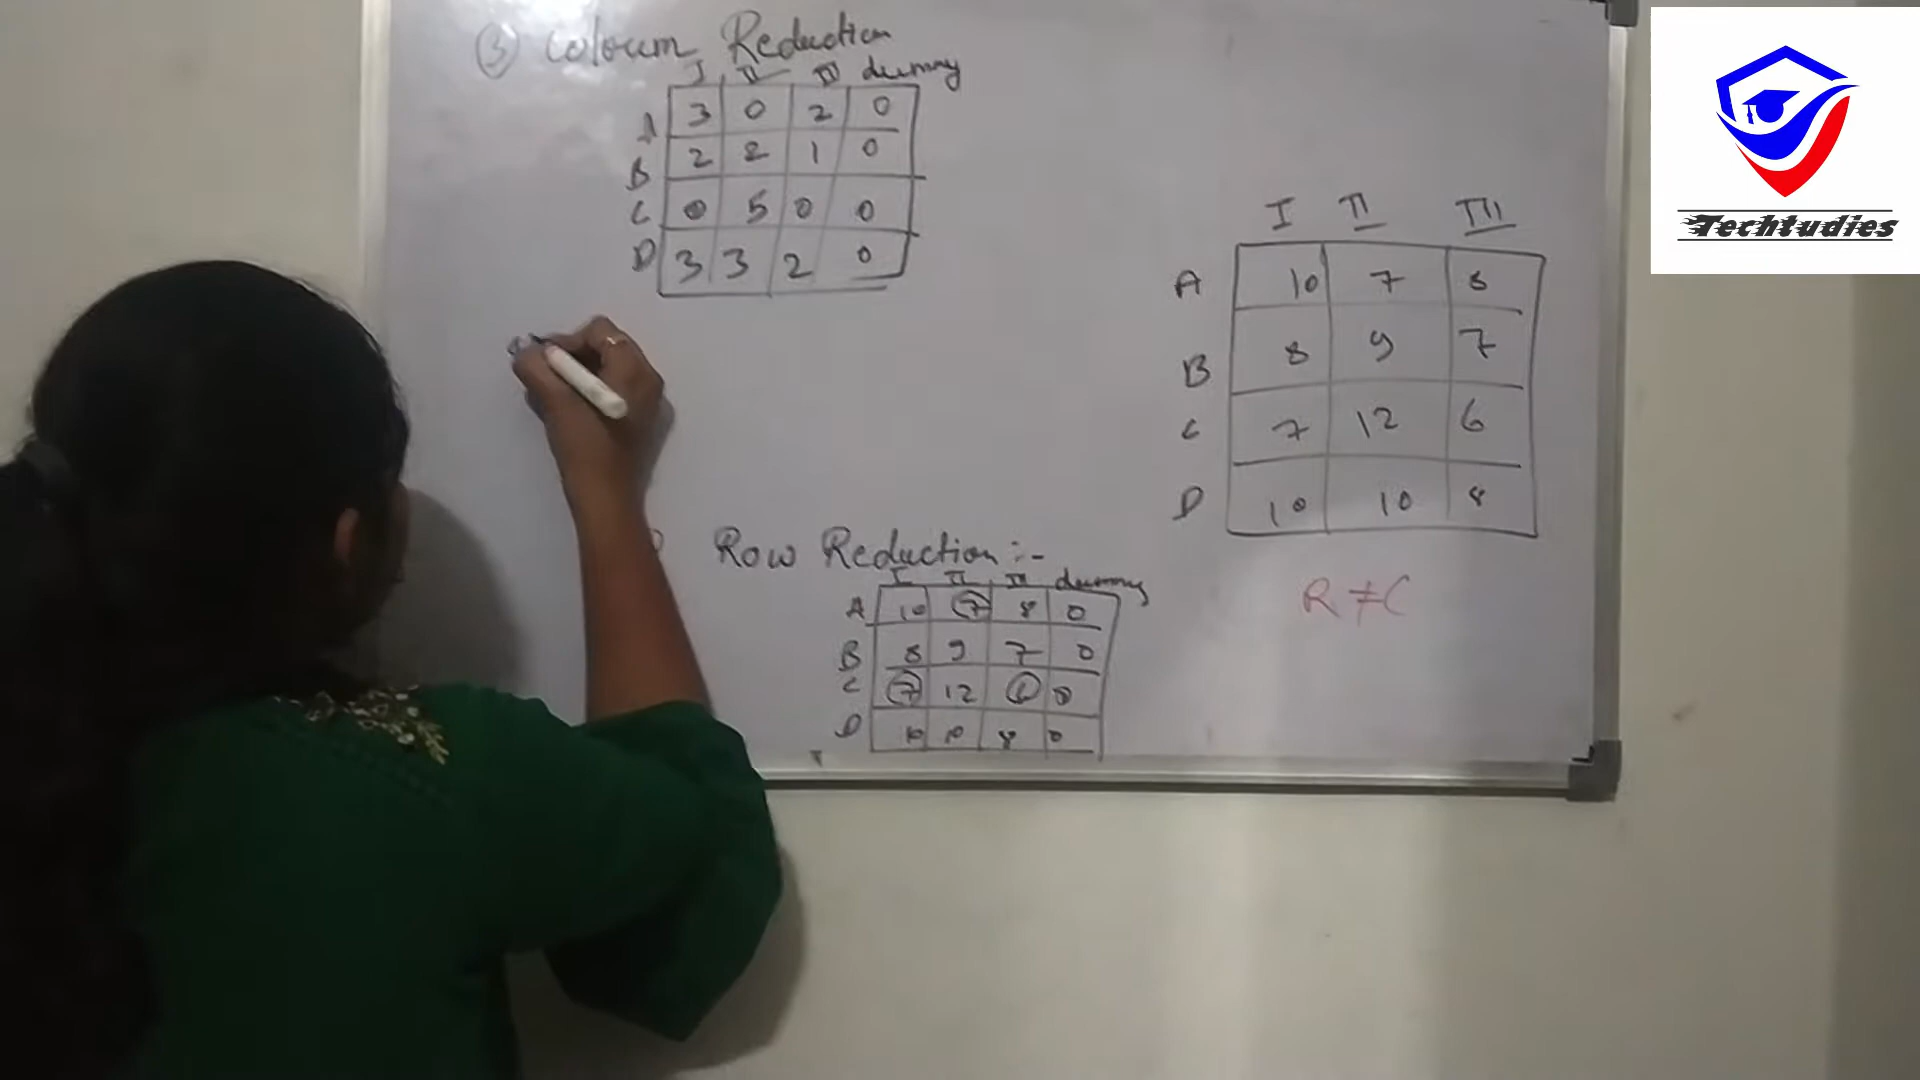 ③ Coloum Reduction
I II III dummy
A 3 0 2 0
B 2 2 1 0
C 0 5 0 0
D 3 3 2 0
Row Reduction :-
I II III dummy
A 10 7 8 0
B 8 9 7 0
C 7 12 6 0
D 10 10 8 0
I II III
A 10 7 8
B 8 9 7
C 7 12 6
D 10 10 8
R ≠ C
Techtudies